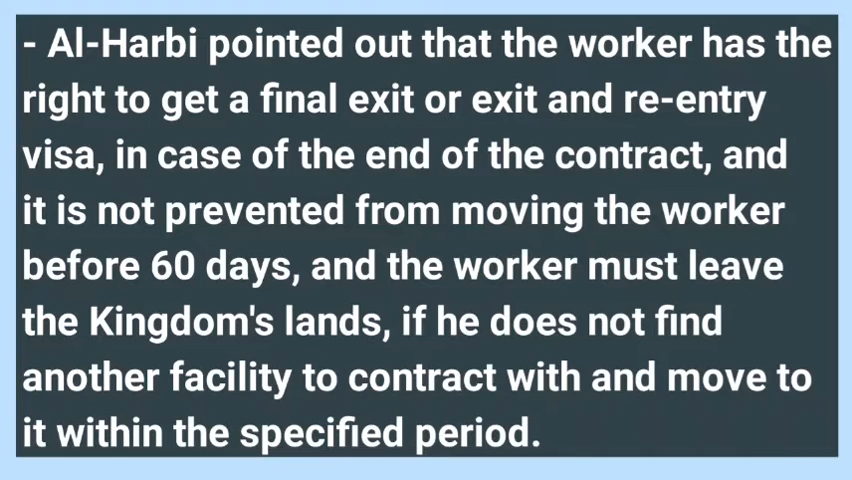 - Al-Harbi pointed out that the worker has the
right to get a final exit or exit and re-entry
visa, in case of the end of the contract, and
it is not prevented from moving the worker
before 60 days, and the worker must leave
the Kingdom's lands, if he does not find
another facility to contract with and move to
it within the specified period.